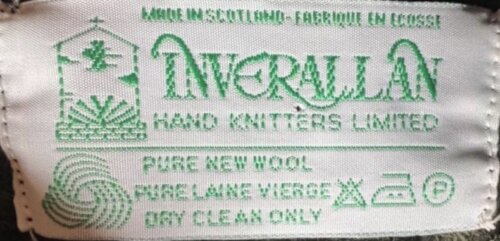 MADE IN SCOTLAND - FABRIQUE EN ECOSSE
INVERALLAN
HAND KNITTERS LIMITED
PURE NEW WOOL
PURE LAINE VIERGE
DRY CLEAN ONLY
P